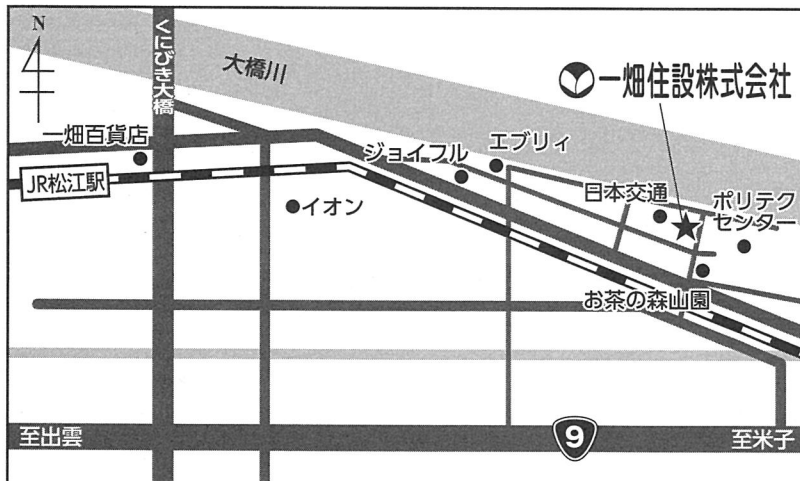 N
くにびき大橋
大橋川
一畑住設株式会社
一畑百貨店
ジョイフル
エブリィ
JR松江駅
イオン
日本交通
ポリテク
センター
お茶の森山園
至出雲
9
至米子